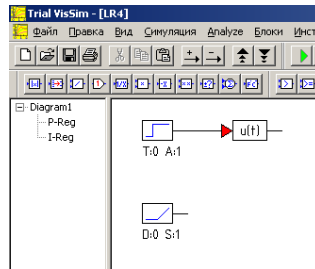 Trial VisSim - [L
LR4]
Файл Правка Вид Симуляция Analyze Блоки Инст
Diagram1
P-Reg
I-Reg
u(t)
T:0 A:1
D:0 S:1